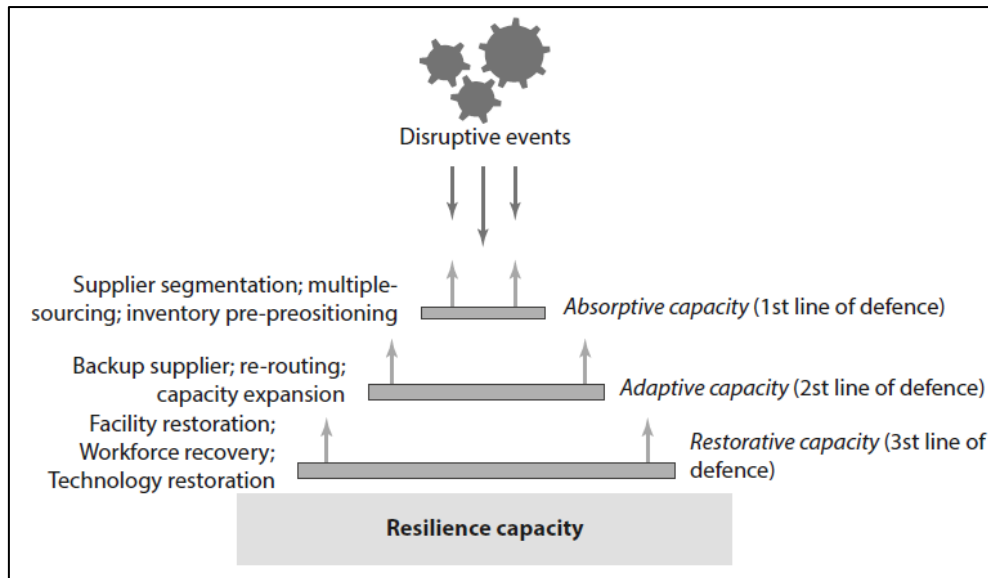 Disruptive events
Supplier segmentation; multiple-
sourcing; inventory pre-preositioning
Absorptive capacity (1st line of defence)
Backup supplier; re-routing;
capacity expansion
Adaptive capacity (2st line of defence)
Facility restoration;
Workforce recovery;
Technology restoration
Restorative capacity (3st line of
defence)
Resilience capacity